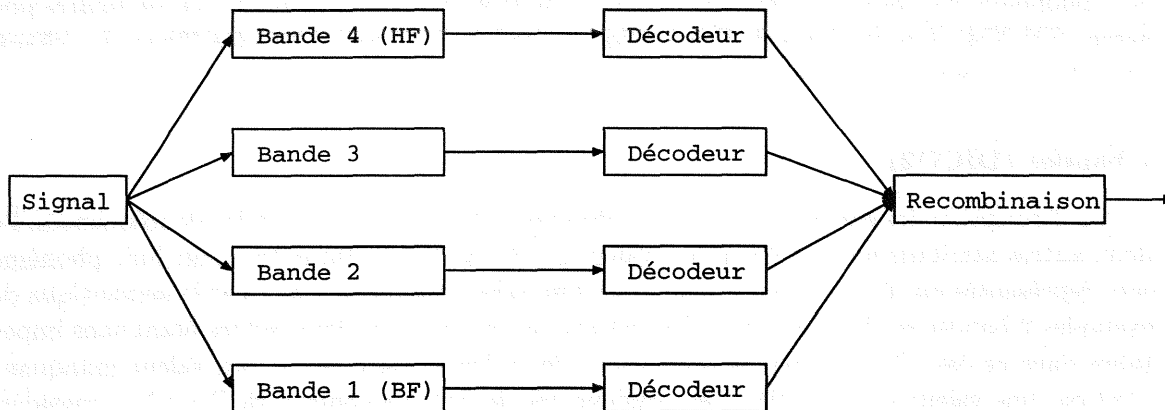 Bande 4 (HF) Décodeur
Bande 3 Décodeur
Signal Recombinaison
Bande 2 Décodeur
Bande 1 (BF) Décodeur